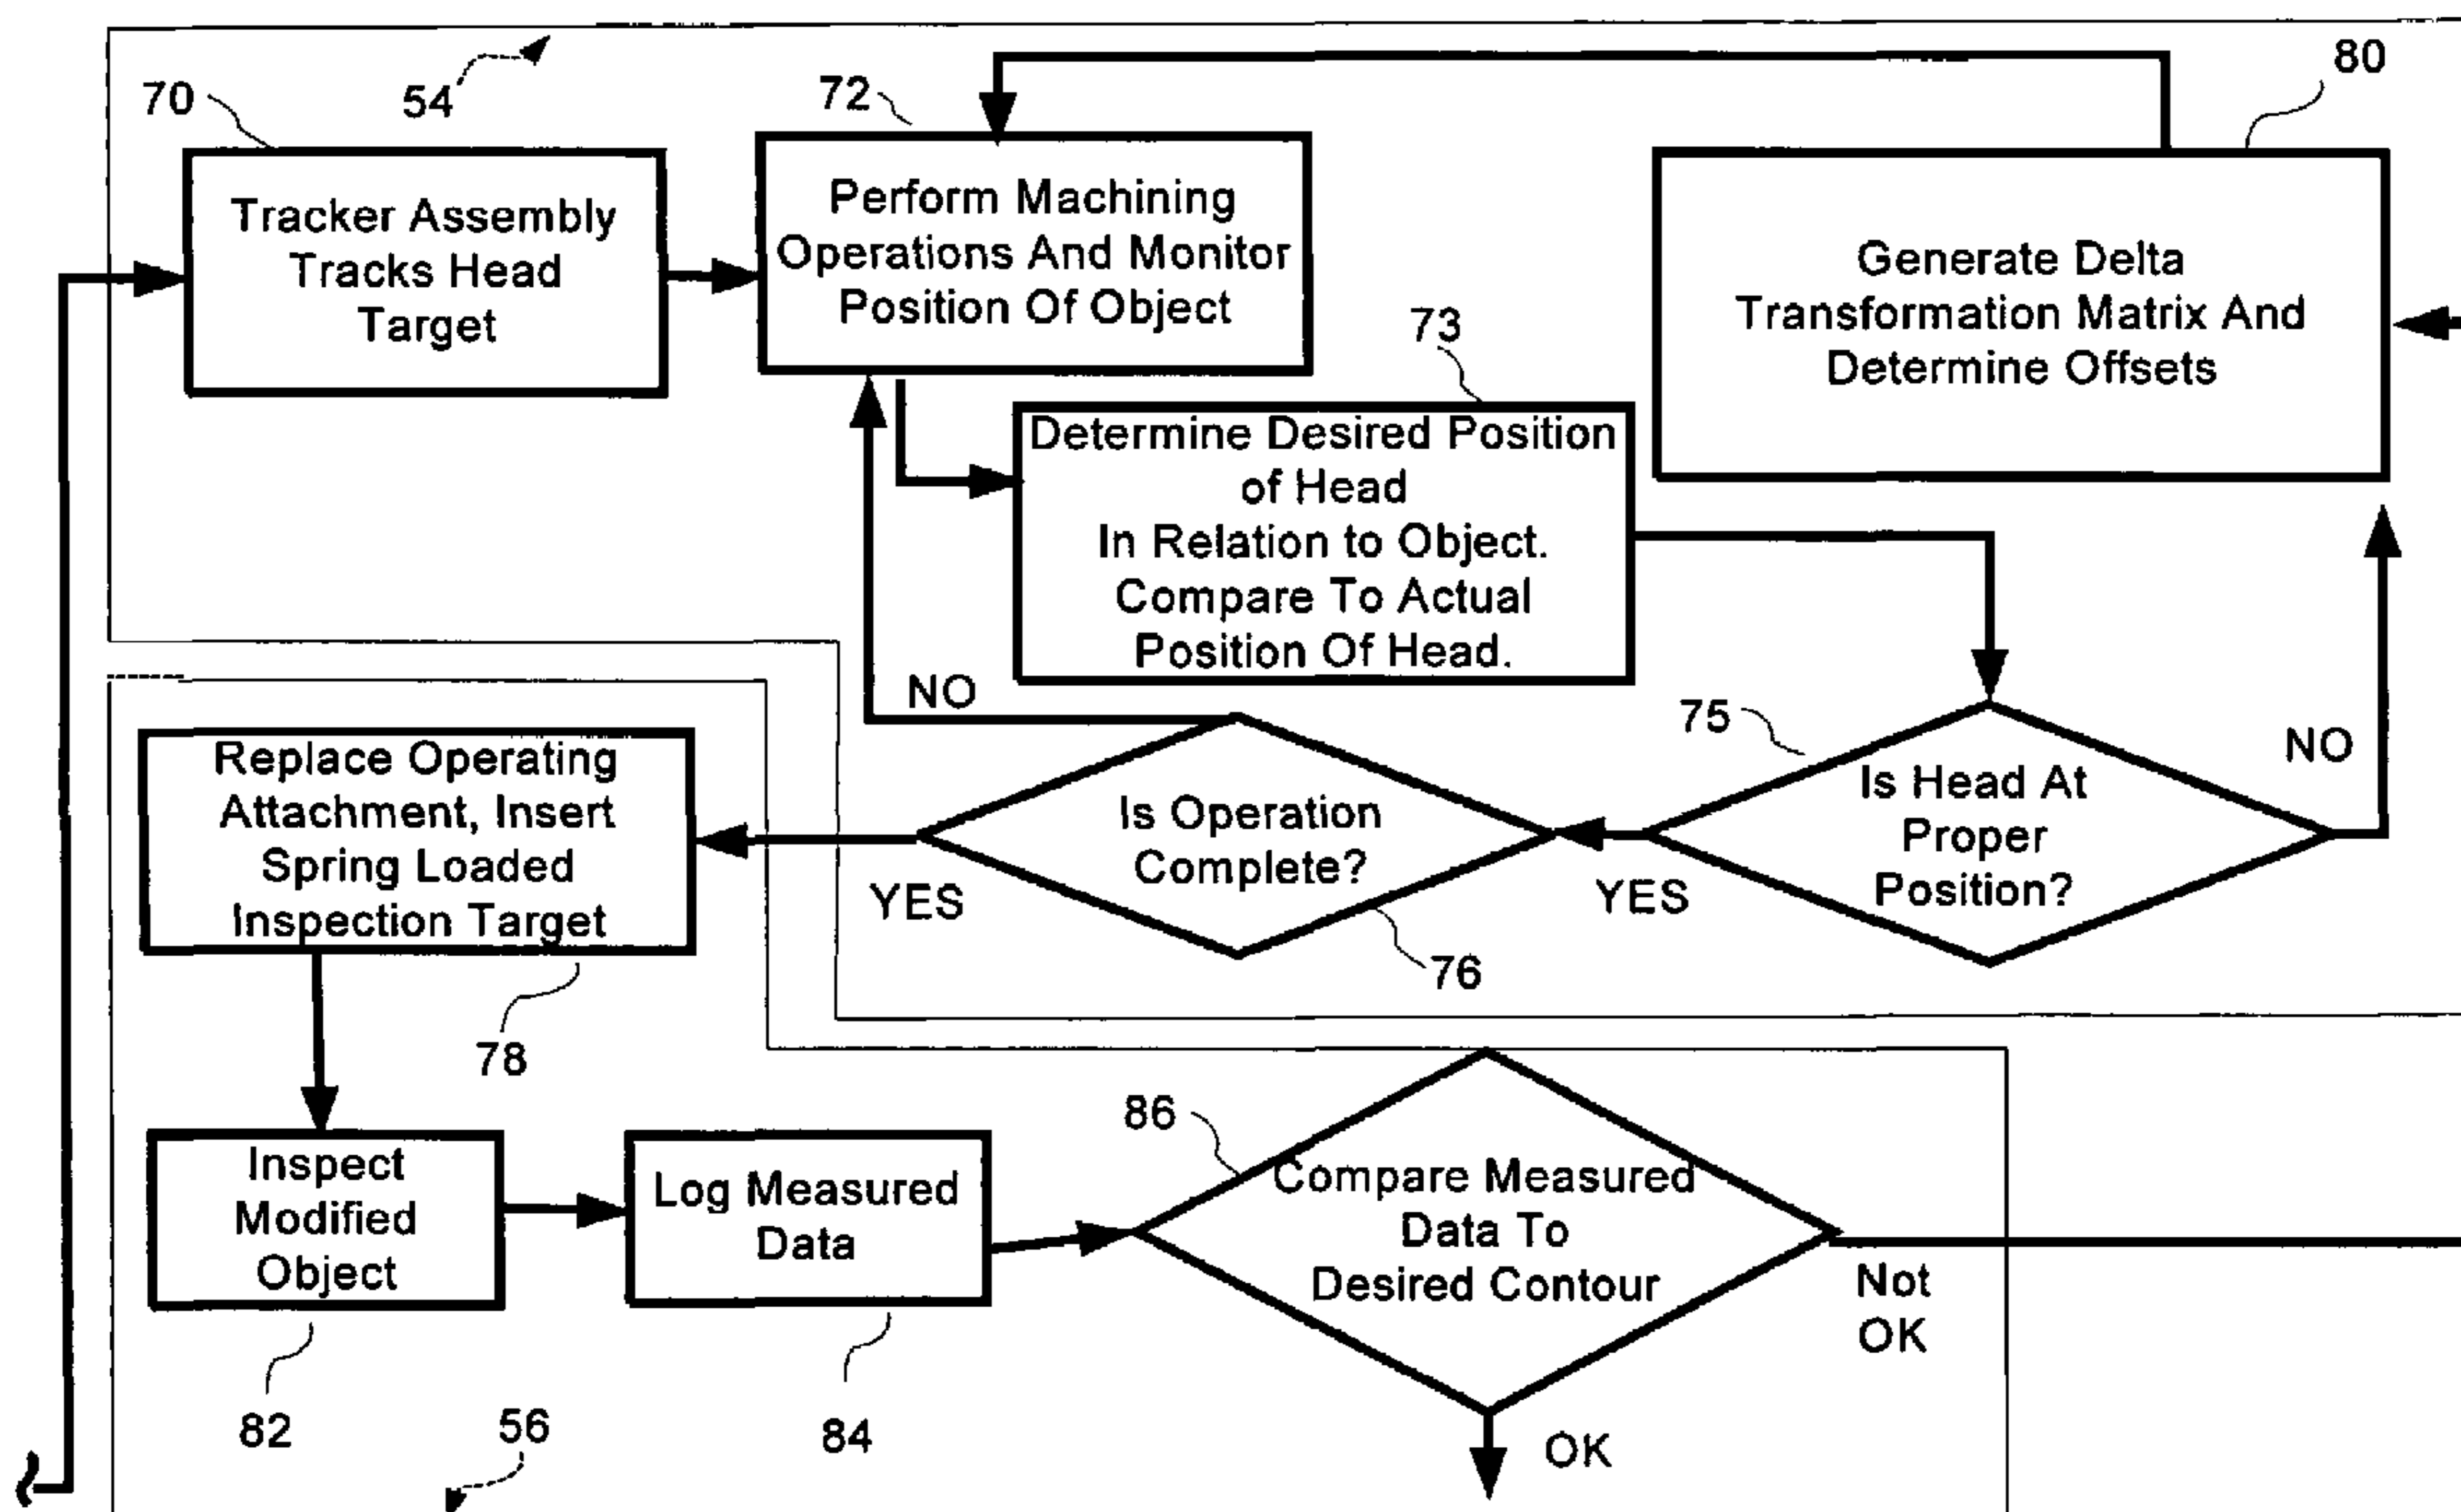 54
80
70
72
Tracker Assembly
Tracks Head
Target
Perform Machining
Operations And Monitor
Position Of Object
Generate Delta
Transformation Matrix And
Determine Offsets
73
Determine Desired Position
of Head
In Relation to Object.
Compare To Actual
Position Of Head.
NO
75
NO
Replace Operating
Attachment, Insert
Spring Loaded
Inspection Target
YES
Is Operation
Complete?
YES
Is Head At
Proper
Position?
76
78
86
Inspect
Modified
Object
Log Measured
Data
Compare Measured
Data To
Desired Contour
Not
OK
82
56
84
OK